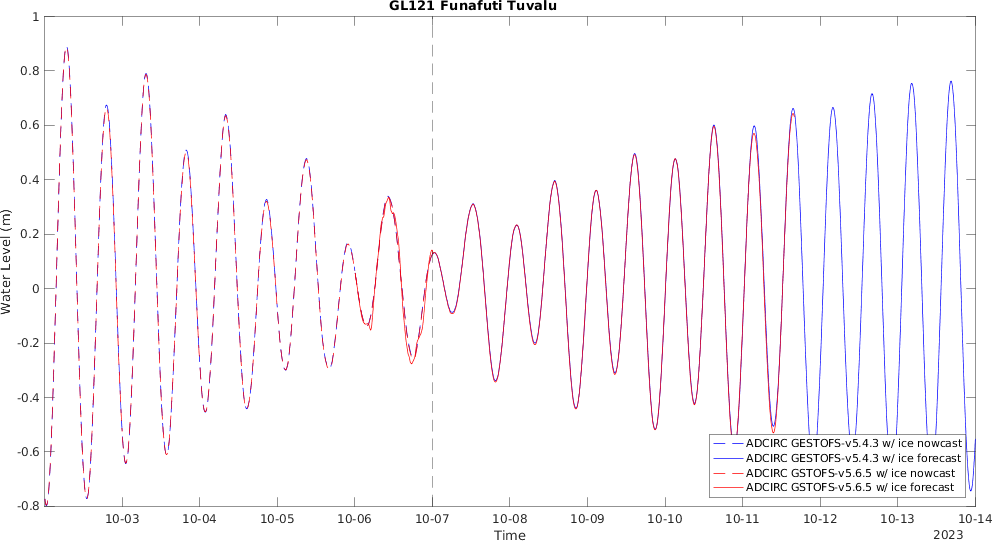 GL121 Funafuti Tuvalu
1
0.8
0.6
0.4
0.2
0
-0.2
-0.4
-0.6
-0.8
Water Level (m)
ADCIRC GESTOFS-v5.4.3 w/ ice nowcast
ADCIRC GESTOFS-v5.4.3 w/ ice forecast
ADCIRC GSTOFS-v5.6.5 w/ ice nowcast
ADCIRC GSTOFS-v5.6.5 w/ ice forecast
10-03 10-04 10-05 10-06 10-07 10-08 10-09 10-10 10-11 10-12 10-13 10-14
Time
2023